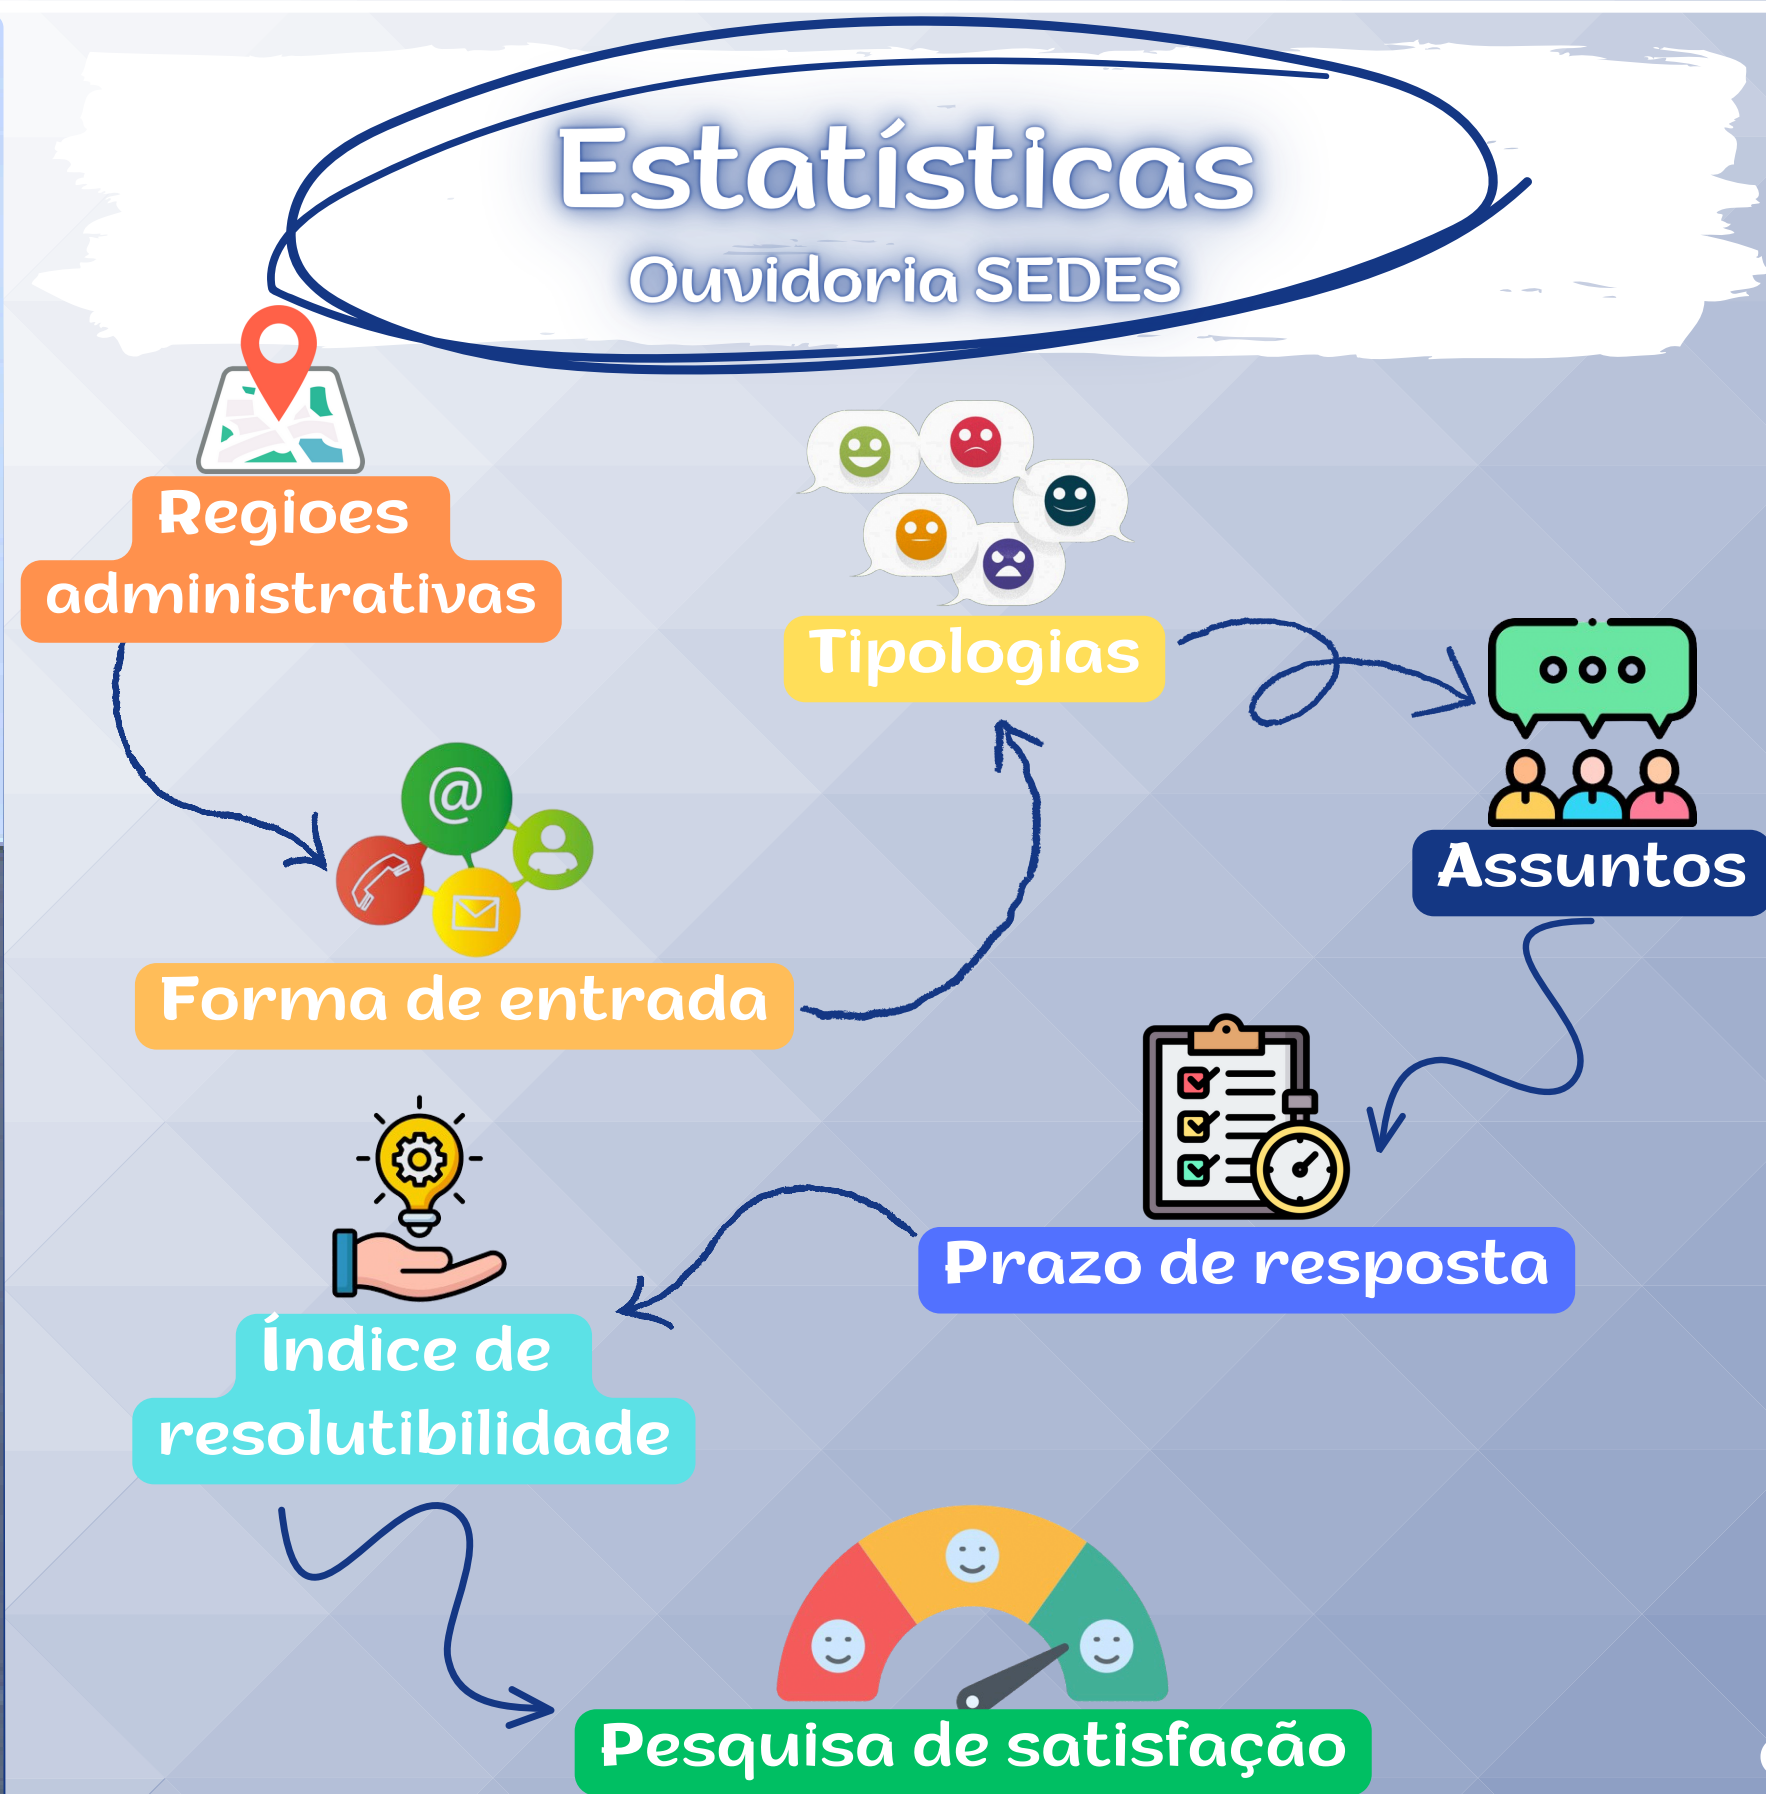 Estatísticas
Ouvidoria SEDES
Regioes
administrativas
Forma de entrada
@
Tipologias
Assuntos
Prazo de resposta
Índice de
resolutibilidade
Pesquisa de satisfação